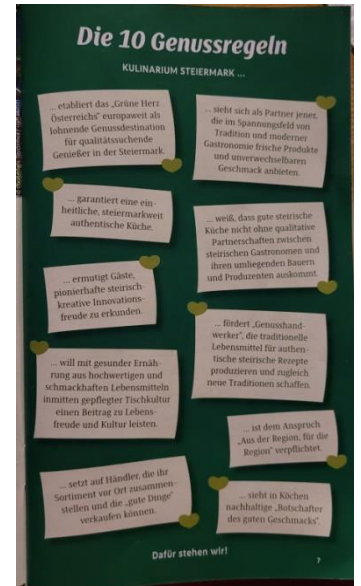 Die 10 Genussregeln
KULINARIUM STEIERMARK ...
... etabliert das „Grüne Herz
Österreichs" europaweit als
lohnende Genussdestination
für qualitätssuchende
Genießer in der Steiermark.
... garantiert eine ein-
heitliche, steiermarkweit
authentische Küche.
... ermutigt Gäste,
pionierhafte steirisch-
kreative Innovations-
freude zu erkunden.
... will mit gesunder Ernäh-
rung aus hochwertigen und
schmackhaften Lebensmitteln
inmitten gepflegter Tischkultur
einen Beitrag zu Lebens-
freude und Kultur leisten.
... setzt auf Händler, die ihr
Sortiment vor Ort zusammen-
stellen und die „gute Dinge"
verkaufen können.
... sieht sich als Partner jener,
die im Spannungsfeld von
Tradition und moderner
Gastronomie frische Produkte
und unverwechselbaren
Geschmack anbieten.
... weiß, dass gute steirische
Küche nicht ohne qualitative
Partnerschaften zwischen
steirischen Gastronomen und
ihren umliegenden Bauern
und Produzenten auskommt.
... fördert „Genusshand-
werker", die traditionelle
Lebensmittel für authen-
tische steirische Rezepte
produzieren und zugleich
neue Traditionen schaffen.
... ist dem Anspruch
„Aus der Region, für die
Region" verpflichtet.
... sieht in Köchen
nachhaltige „Botschafter
des guten Geschmacks".
Dafür stehen wir!
7